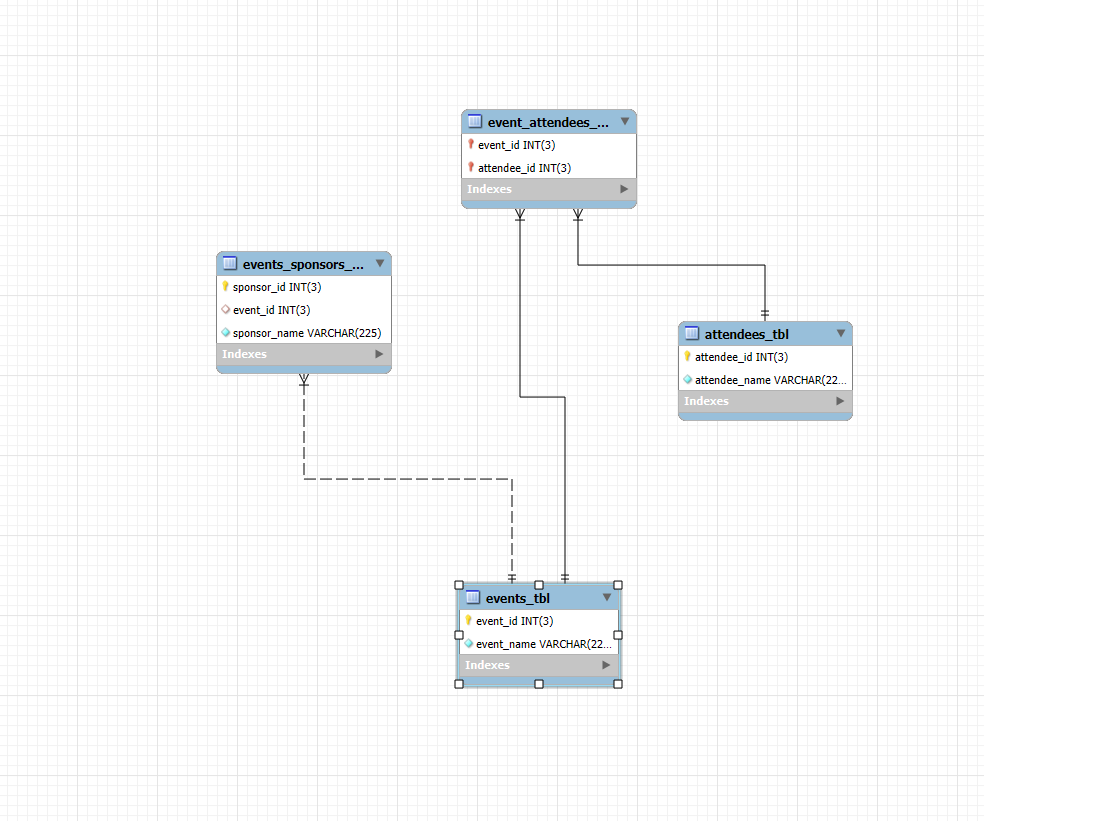 event_attendees_...
event_id INT(3)
attendee_id INT(3)
Indexes
events_sponsors_...
sponsor_id INT(3)
event_id INT(3)
sponsor_name VARCHAR(225)
Indexes
attendees_tbl
attendee_id INT(3)
attendee_name VARCHAR(22...
Indexes
events_tbl
event_id INT(3)
event_name VARCHAR(22...
Indexes